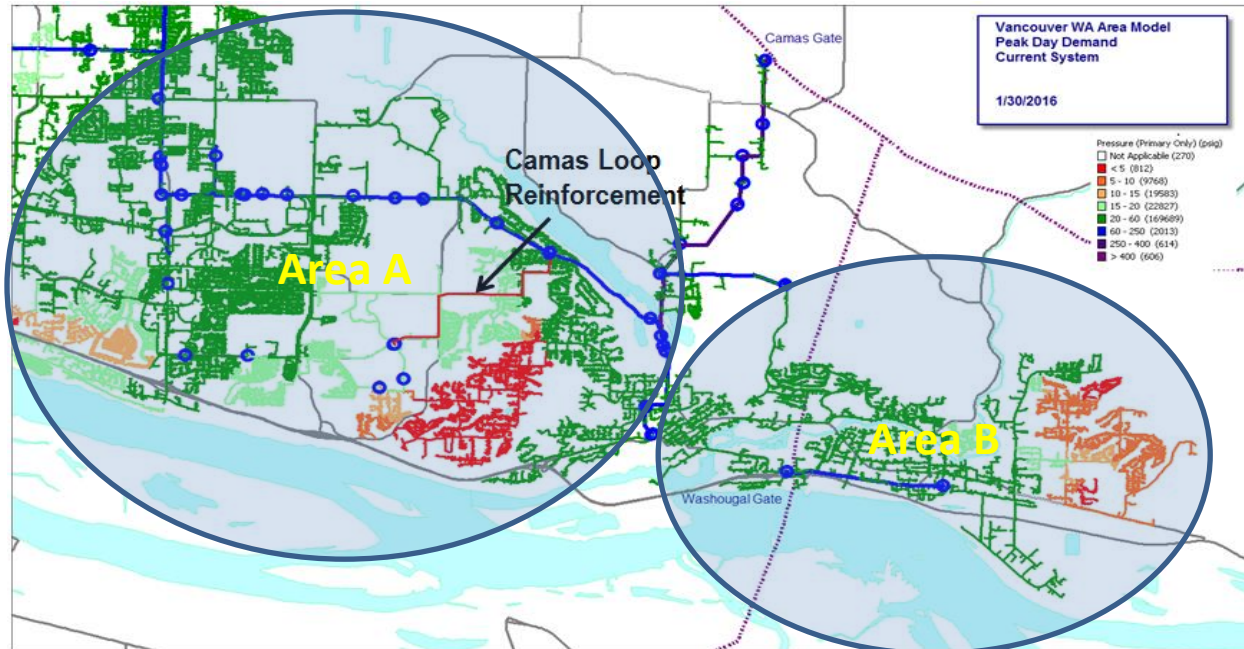 Vancouver WA Area Model
Peak Day Demand
Current System
1/30/2016
Camas Gate
Pressure (Primary Only) (psig)
Not Applicable (270)
< 5 (812)
5 - 10 (9768)
10 - 15 (19583)
15 - 20 (22827)
20 - 60 (169689)
60 - 250 (2013)
250 - 400 (614)
> 400 (606)
Camas Loop
Reinforcement
Area A
Area B
Washougal Gate